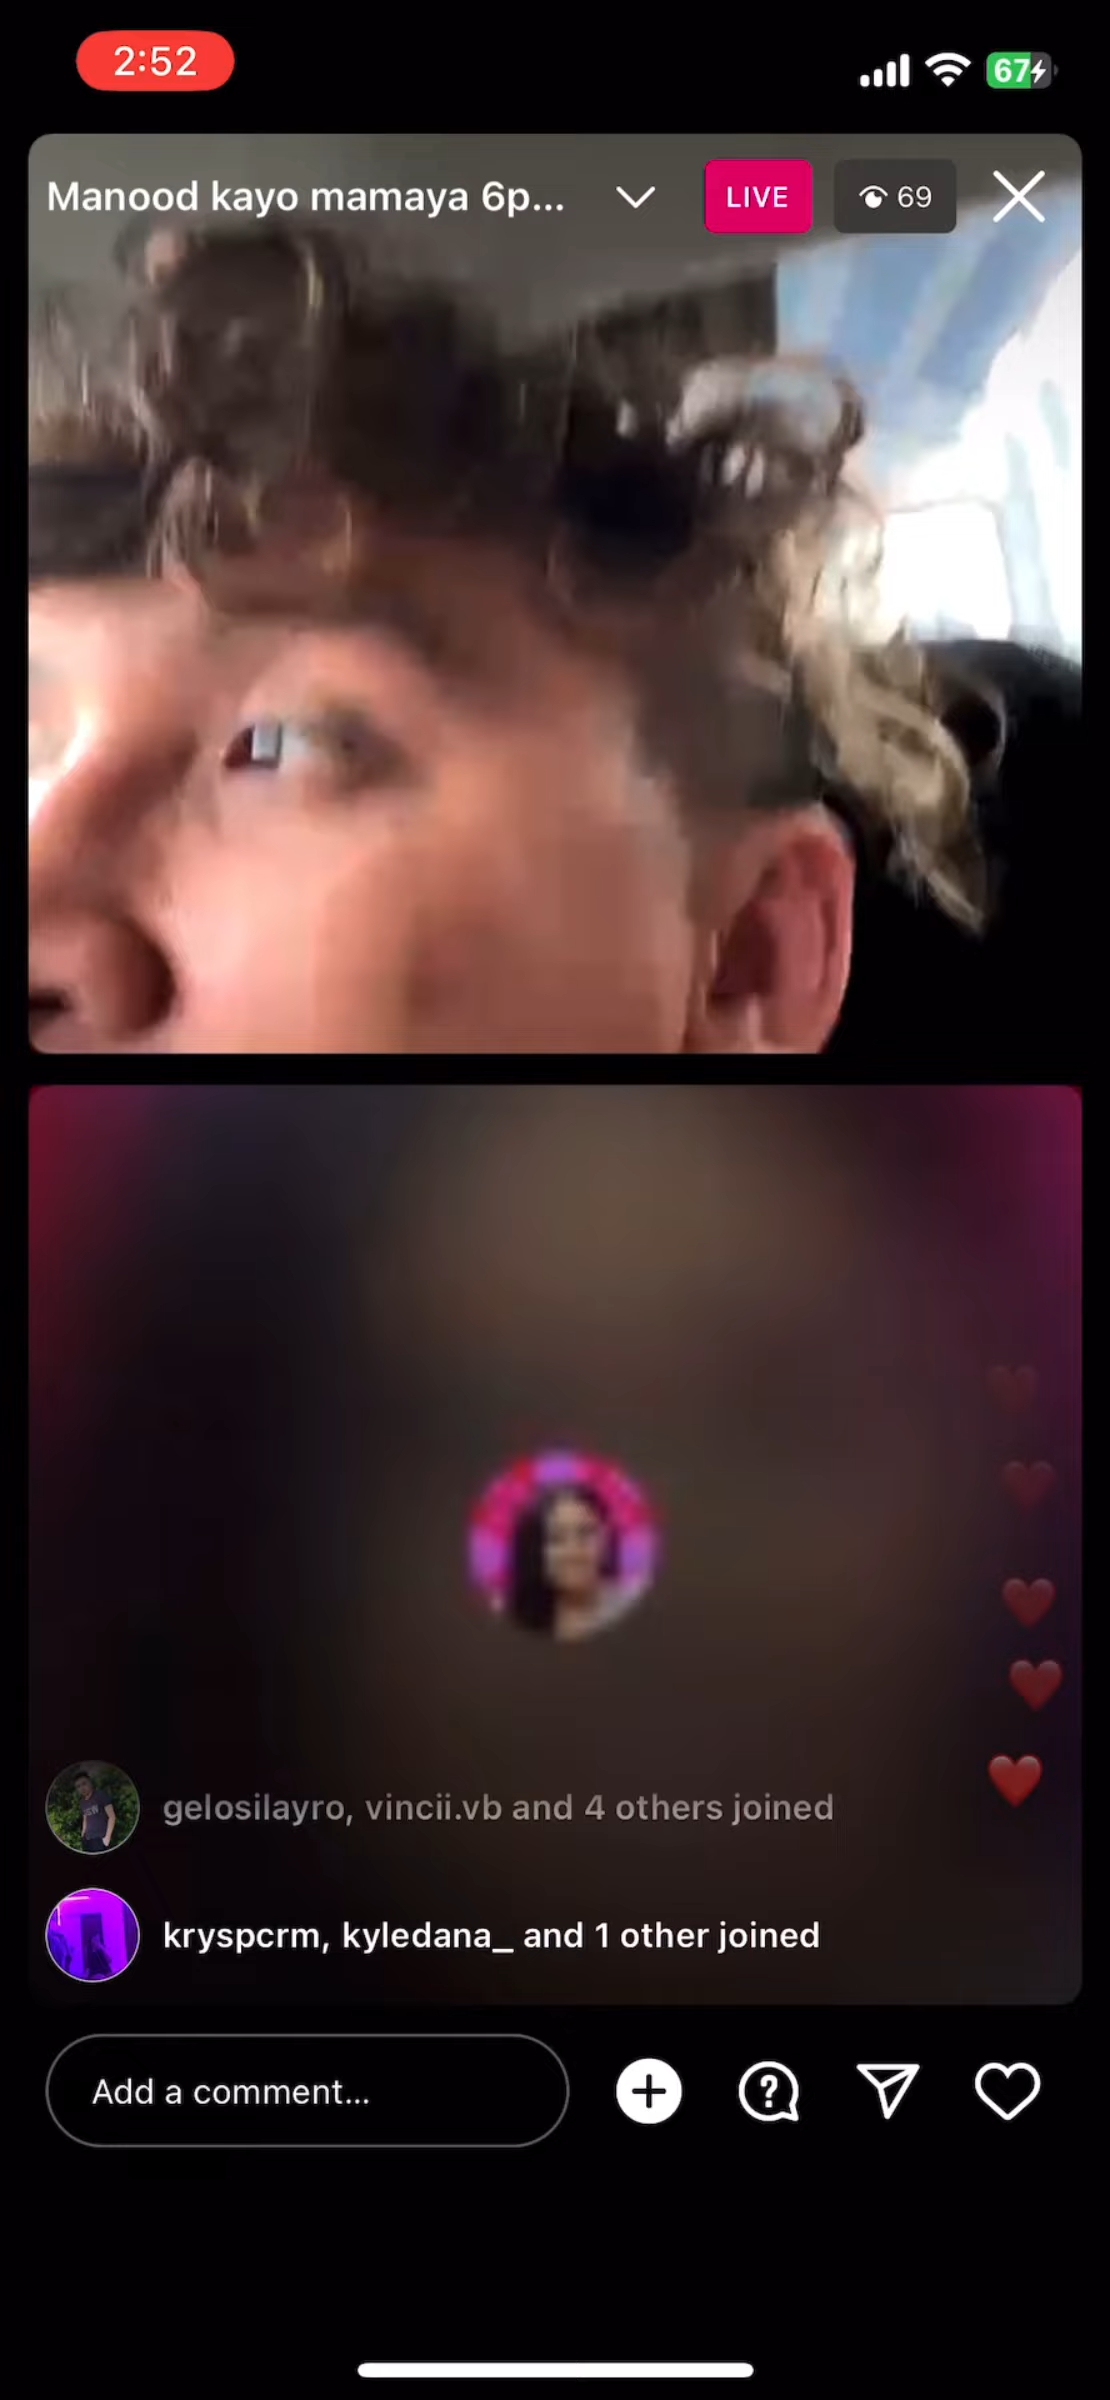 2:52
67
Manood kayo mamaya 6p...
LIVE
69
gelosilayro, vincii.vb and 4 others joined
kryspcrm, kyledana_ and 1 other joined
Add a comment...